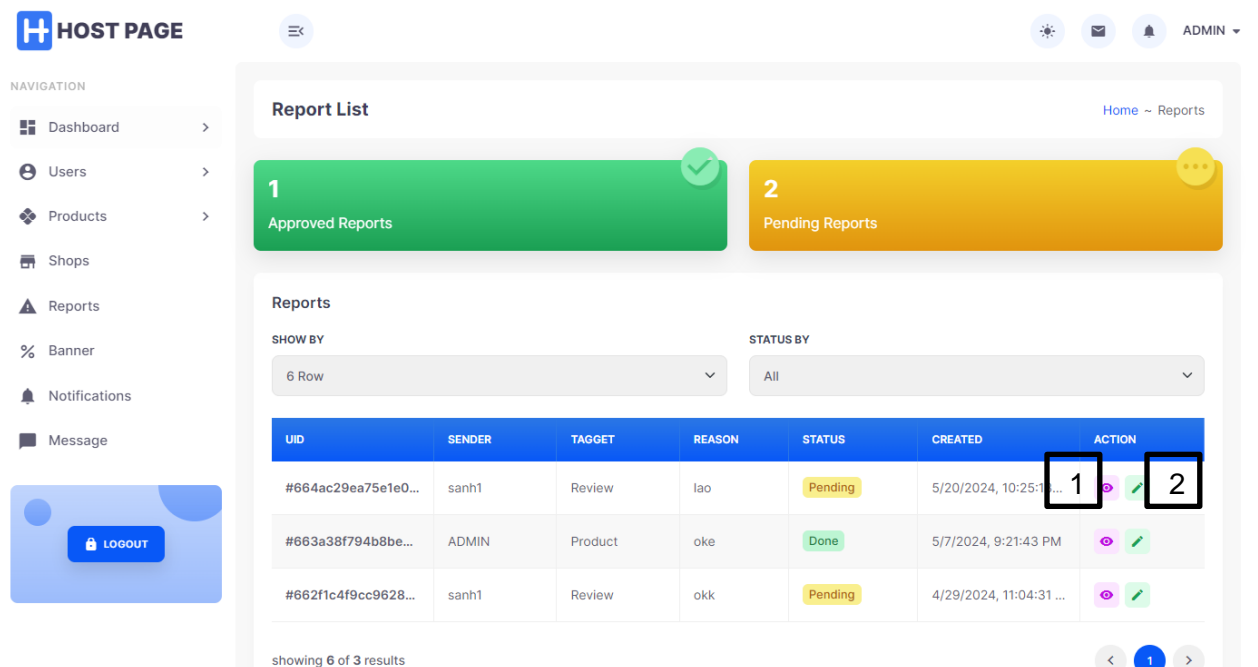 HOST PAGE
ADMIN
NAVIGATION
Dashboard
Users
Products
Shops
Reports
Banner
Notifications
Message
LOGOUT
Report List
Home ~ Reports
1
Approved Reports
2
Pending Reports
Reports
SHOW BY
STATUS BY
6 Row
All
UID SENDER TAGGET REASON STATUS CREATED ACTION
#664ac29ea75e1e0... sanh1 Review lao Pending 5/20/2024, 1 2
#663a38f794b8be... ADMIN Product oke Done 5/7/2024, 9:21:43 PM
#662f1c4f9cc9628... sanh1 Review okk Pending 4/29/2024, 11:04:31 ...
showing 6 of 3 results
1